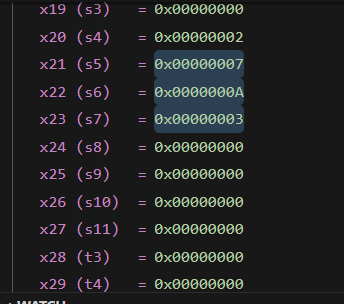 x19 (s3) = 0x00000000
x20 (s4) = 0x00000002
x21 (s5) = 0x00000007
x22 (s6) = 0x0000000A
x23 (s7) = 0x00000003
x24 (s8) = 0x00000000
x25 (s9) = 0x00000000
x26 (s10) = 0x00000000
x27 (s11) = 0x00000000
x28 (t3) = 0x00000000
x29 (t4) = 0x00000000
WATCH